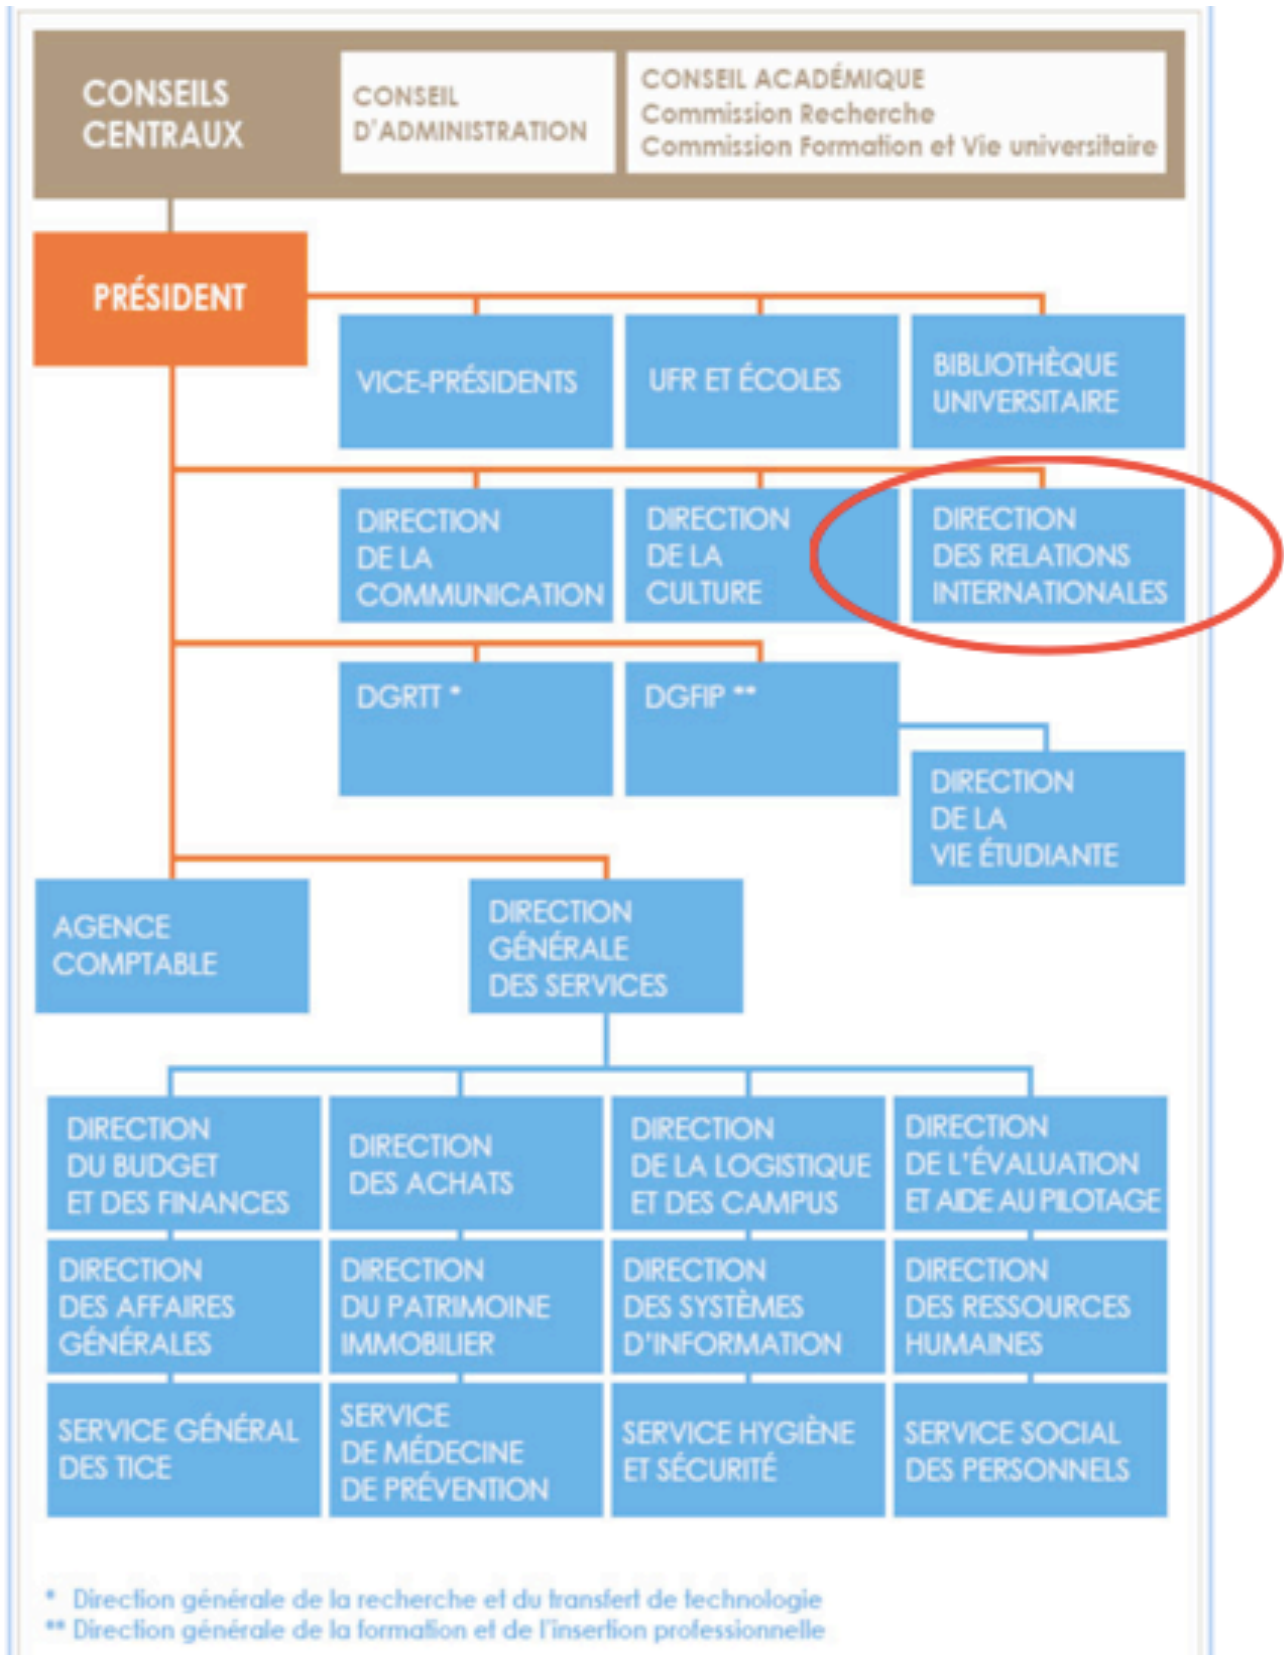 CONSEILS
CENTRAUX
CONSEIL
D'ADMINISTRATION
CONSEIL ACADÉMIQUE
Commission Recherche
Commission Formation et Vie universitaire
PRÉSIDENT
VICE-PRÉSIDENTS
UFR ET ÉCOLES
BIBLIOTHÈQUE
UNIVERSITAIRE
DIRECTION
DE LA
COMMUNICATION
DIRECTION
DE LA
CULTURE
DIRECTION
DES RELATIONS
INTERNATIONALES
DGRTT *
DGFIP **
DIRECTION
DE LA
VIE ÉTUDIANTE
AGENCE
COMPTABLE
DIRECTION
GÉNÉRALE
DES SERVICES
DIRECTION
DU BUDGET
ET DES FINANCES
DIRECTION
DES ACHATS
DIRECTION
DE LA LOGISTIQUE
ET DES CAMPUS
DIRECTION
DE L'ÉVALUATION
ET AIDE AU PILOTAGE
DIRECTION
DES AFFAIRES
GÉNÉRALES
DIRECTION
DU PATRIMOINE
IMMOBILIER
DIRECTION
DES SYSTÈMES
D'INFORMATION
DIRECTION
DES RESSOURCES
HUMAINES
SERVICE GÉNÉRAL
DES TICE
SERVICE
DE MÉDECINE
DE PRÉVENTION
SERVICE HYGIÈNE
ET SÉCURITÉ
SERVICE SOCIAL
DES PERSONNELS
* Direction générale de la recherche et du transfert de technologie
** Direction générale de la formation et de l'insertion professionnelle